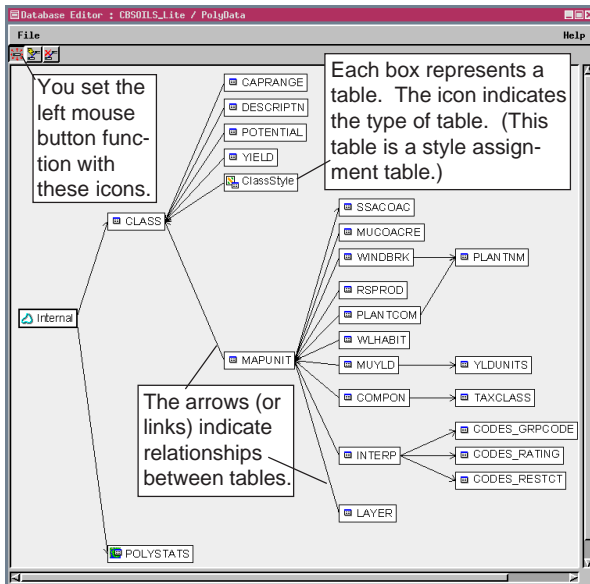 Database Editor : CBSOILS_Lite / PolyData
File
Help
You set the
left mouse
button func-
tion with
these icons.
Each box represents a
table. The icon indicates
the type of table. (This
table is a style assign-
ment table.)
CAPRANGE
DESCRIPTN
POTENTIAL
YIELD
ClassStyle
CLASS
SSACOAC
MUCOACRE
WINDBRK
PLANTNM
RSPROD
Internal
PLANTCOM
WLHABIT
MAPUNIT
MUYLD
YLDUNITS
COMPON
TAXCLASS
The arrows (or
links) indicate
relationships
between tables.
CODES_GRPCODE
INTERP
CODES_RATING
CODES_RESTCT
LAYER
POLYSTATS